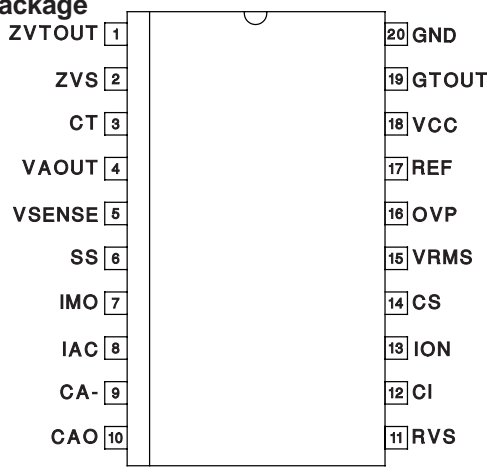 ackage
ZVTOUT 1
ZVS 2
CT 3
VAOUT 4
VSENSE 5
SS 6
IMO 7
IAC 8
CA- 9
CAO 10
20 GND
19 GTOUT
18 VCC
17 REF
16 OVP
15 VRMS
14 CS
13 ION
12 CI
11 RVS